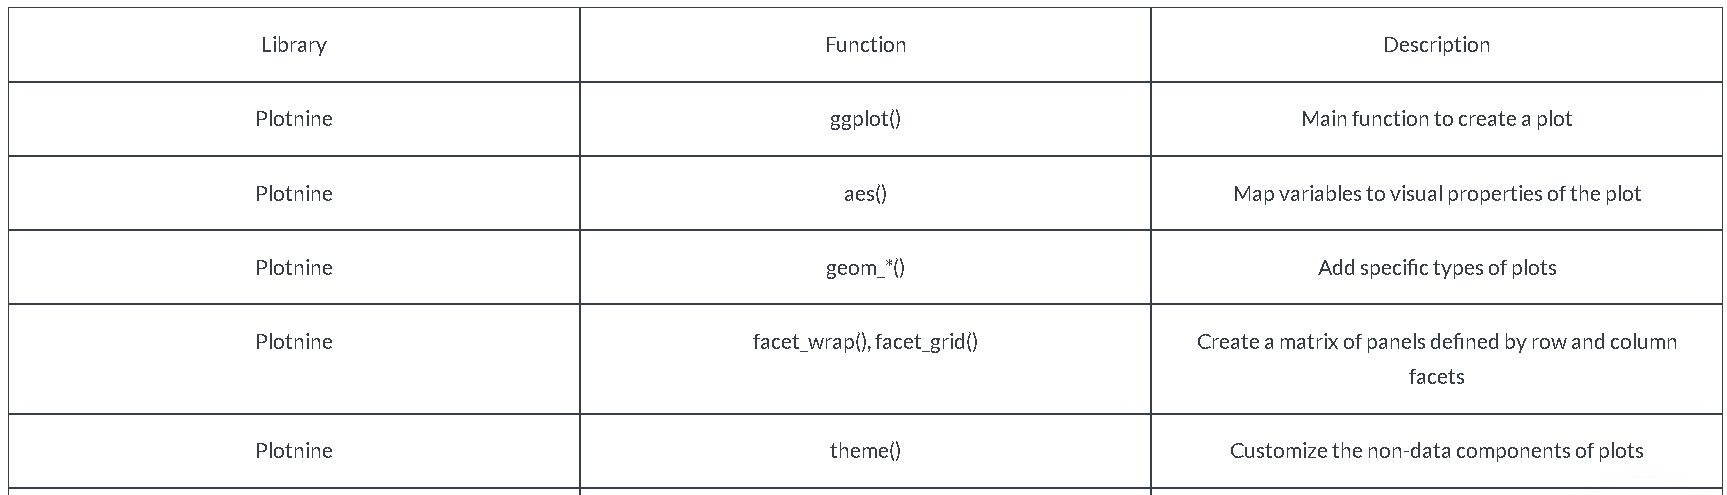 Library Function Description
Plotnine ggplot() Main function to create a plot
Plotnine aes() Map variables to visual properties of the plot
Plotnine geom_*() Add specific types of plots
Plotnine facet_wrap(), facet_grid() Create a matrix of panels defined by row and column
facets
Plotnine theme() Customize the non-data components of plots